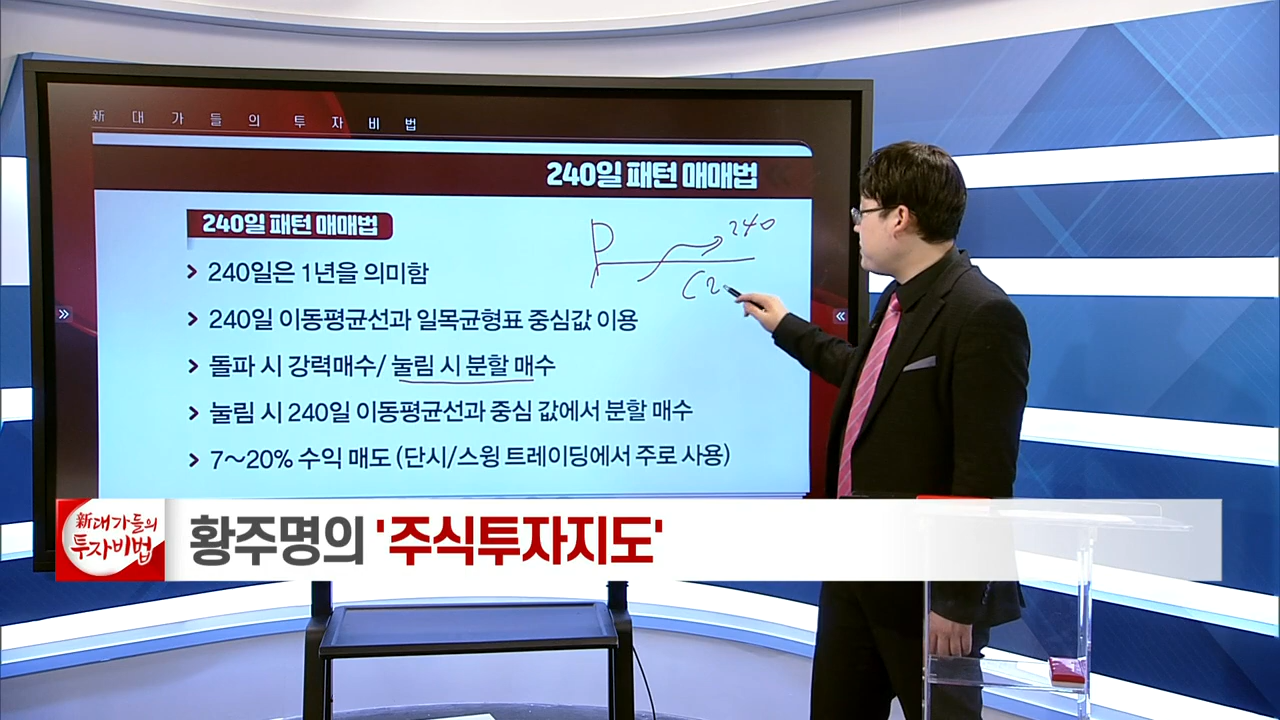 新 대 가 들 의 투 자 비 법
240일 패턴 매매법
240일 패턴 매매법
240일은 1년을 의미함
240일 이동평균선과 일목균형표 중심값 이용
돌파 시 강력매수/ 눌림 시 분할 매수
눌림 시 240일 이동평균선과 중심 값에서 분할 매수
7~20% 수익 매도 (단시/스윙 트레이딩에서 주로 사용)
P
240
(2
新대가들의
투자비법
황주명의 '주식투자지도'